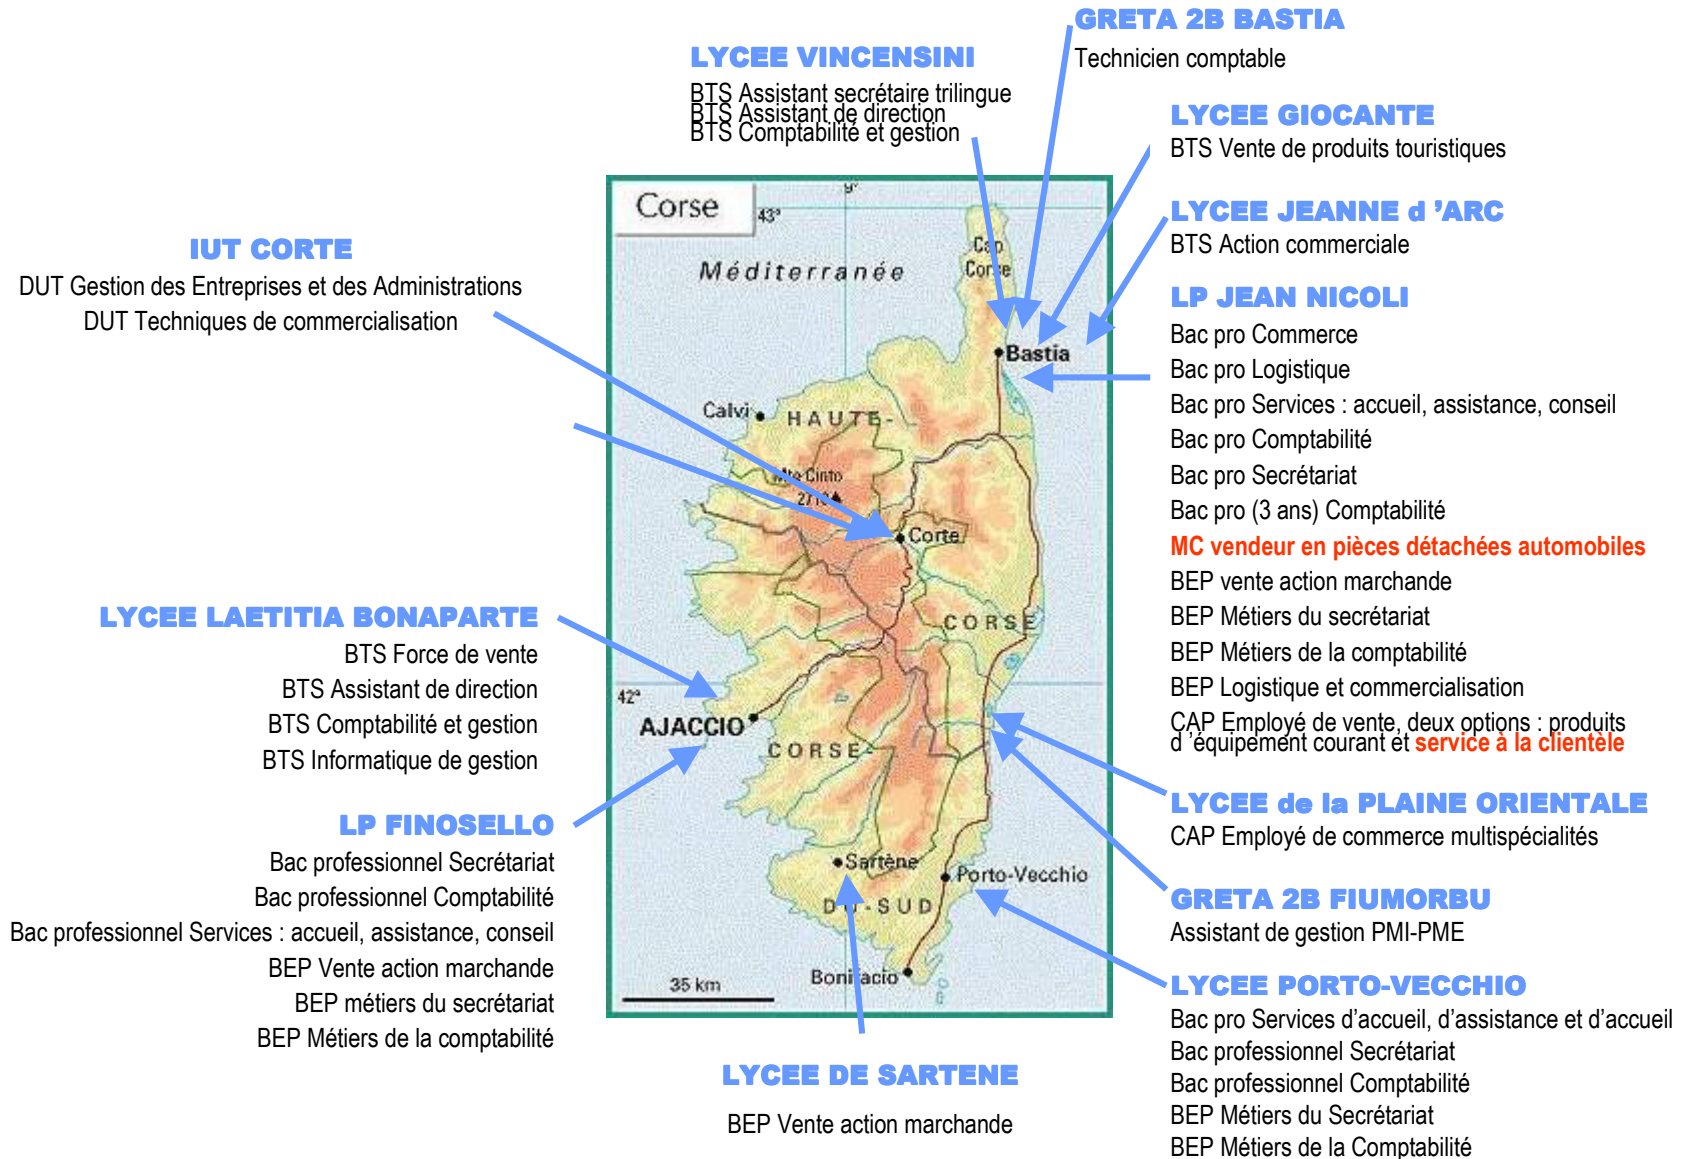 GRETA 2B BASTIA
Technicien comptable
LYCEE VINCENSINI
BTS Assistant secrétaire trilingue
BTS Assistant de direction
BTS Comptabilité et gestion
LYCEE GIOCANTE
BTS Vente de produits touristiques
LYCEE JEANNE d ’ARC
BTS Action commerciale
IUT CORTE
DUT Gestion des Entreprises et des Administrations
DUT Techniques de commercialisation
LP JEAN NICOLI
Bac pro Commerce
Bac pro Logistique
Bac pro Services : accueil, assistance, conseil
Bac pro Comptabilité
Bac pro Secrétariat
Bac pro (3 ans) Comptabilité
MC vendeur en pièces détachées automobiles
BEP vente action marchande
BEP Métiers du secrétariat
BEP Métiers de la comptabilité
BEP Logistique et commercialisation
CAP Employé de vente, deux options : produits
d ’équipement courant et service à la clientèle
LYCEE LAETITIA BONAPARTE
BTS Force de vente
BTS Assistant de direction
BTS Comptabilité et gestion
BTS Informatique de gestion
LP FINOSELLO
Bac professionnel Secrétariat
Bac professionnel Comptabilité
Bac professionnel Services : accueil, assistance, conseil
BEP Vente action marchande
BEP métiers du secrétariat
BEP Métiers de la comptabilité
LYCEE de la PLAINE ORIENTALE
CAP Employé de commerce multispécialités
GRETA 2B FIUMORBU
Assistant de gestion PMI-PME
LYCEE PORTO-VECCHIO
Bac pro Services d’accueil, d’assistance et d’accueil
Bac professionnel Secrétariat
Bac professionnel Comptabilité
BEP Métiers du Secrétariat
BEP Métiers de la Comptabilité
LYCEE DE SARTENE
BEP Vente action marchande
Corse
9°
43°
Méditerranée
Cap
Corse
Bastia
Calvi
HAUTE-
Mte Cinto
2710
Corte
CORSE
42°
AJACCIO
CORSE-
Sartène
Porto-Vecchio
DU-SUD
Bonifacio
35 km